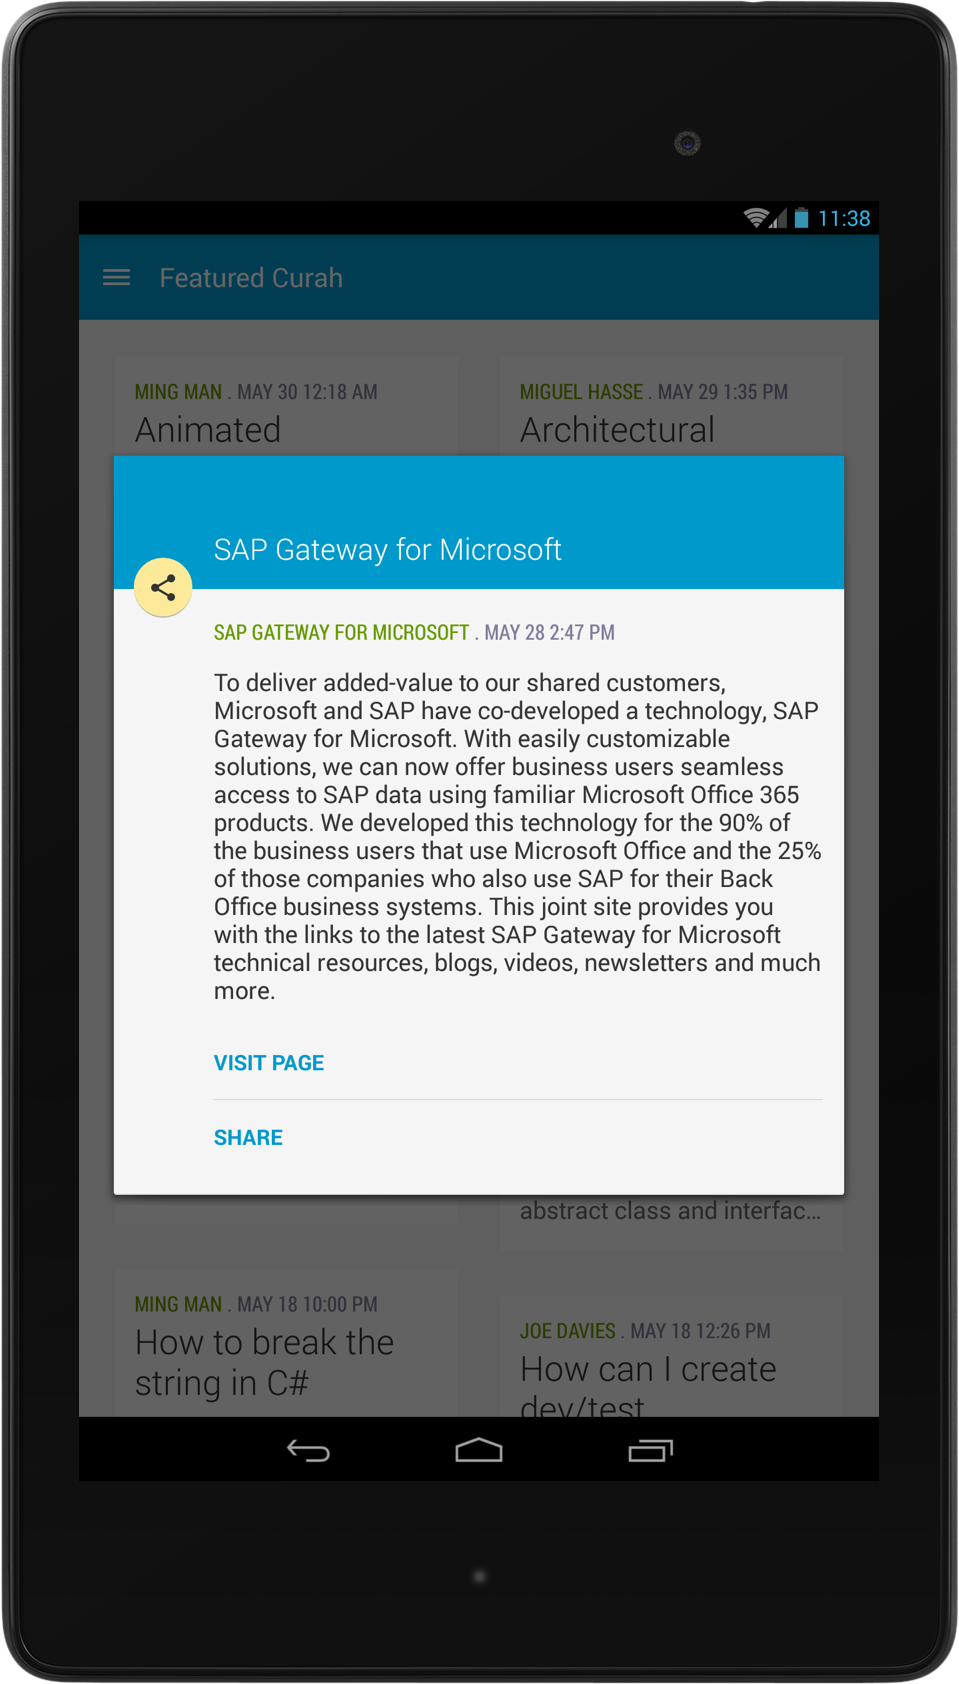 11:38
Featured Curah
MING MAN . MAY 30 12:18 AM
Animated
MIGUEL HASSE . MAY 29 1:35 PM
Architectural
SAP Gateway for Microsoft
SAP GATEWAY FOR MICROSOFT . MAY 28 2:47 PM
To deliver added-value to our shared customers,
Microsoft and SAP have co-developed a technology, SAP
Gateway for Microsoft. With easily customizable
solutions, we can now offer business users seamless
access to SAP data using familiar Microsoft Office 365
products. We developed this technology for the 90% of
the business users that use Microsoft Office and the 25%
of those companies who also use SAP for their Back
Office business systems. This joint site provides you
with the links to the latest SAP Gateway for Microsoft
technical resources, blogs, videos, newsletters and much
more.
VISIT PAGE
SHARE
abstract class and interfac...
MING MAN . MAY 18 10:00 PM
How to break the
string in C#
JOE DAVIES . MAY 18 12:26 PM
How can I create
dev/test